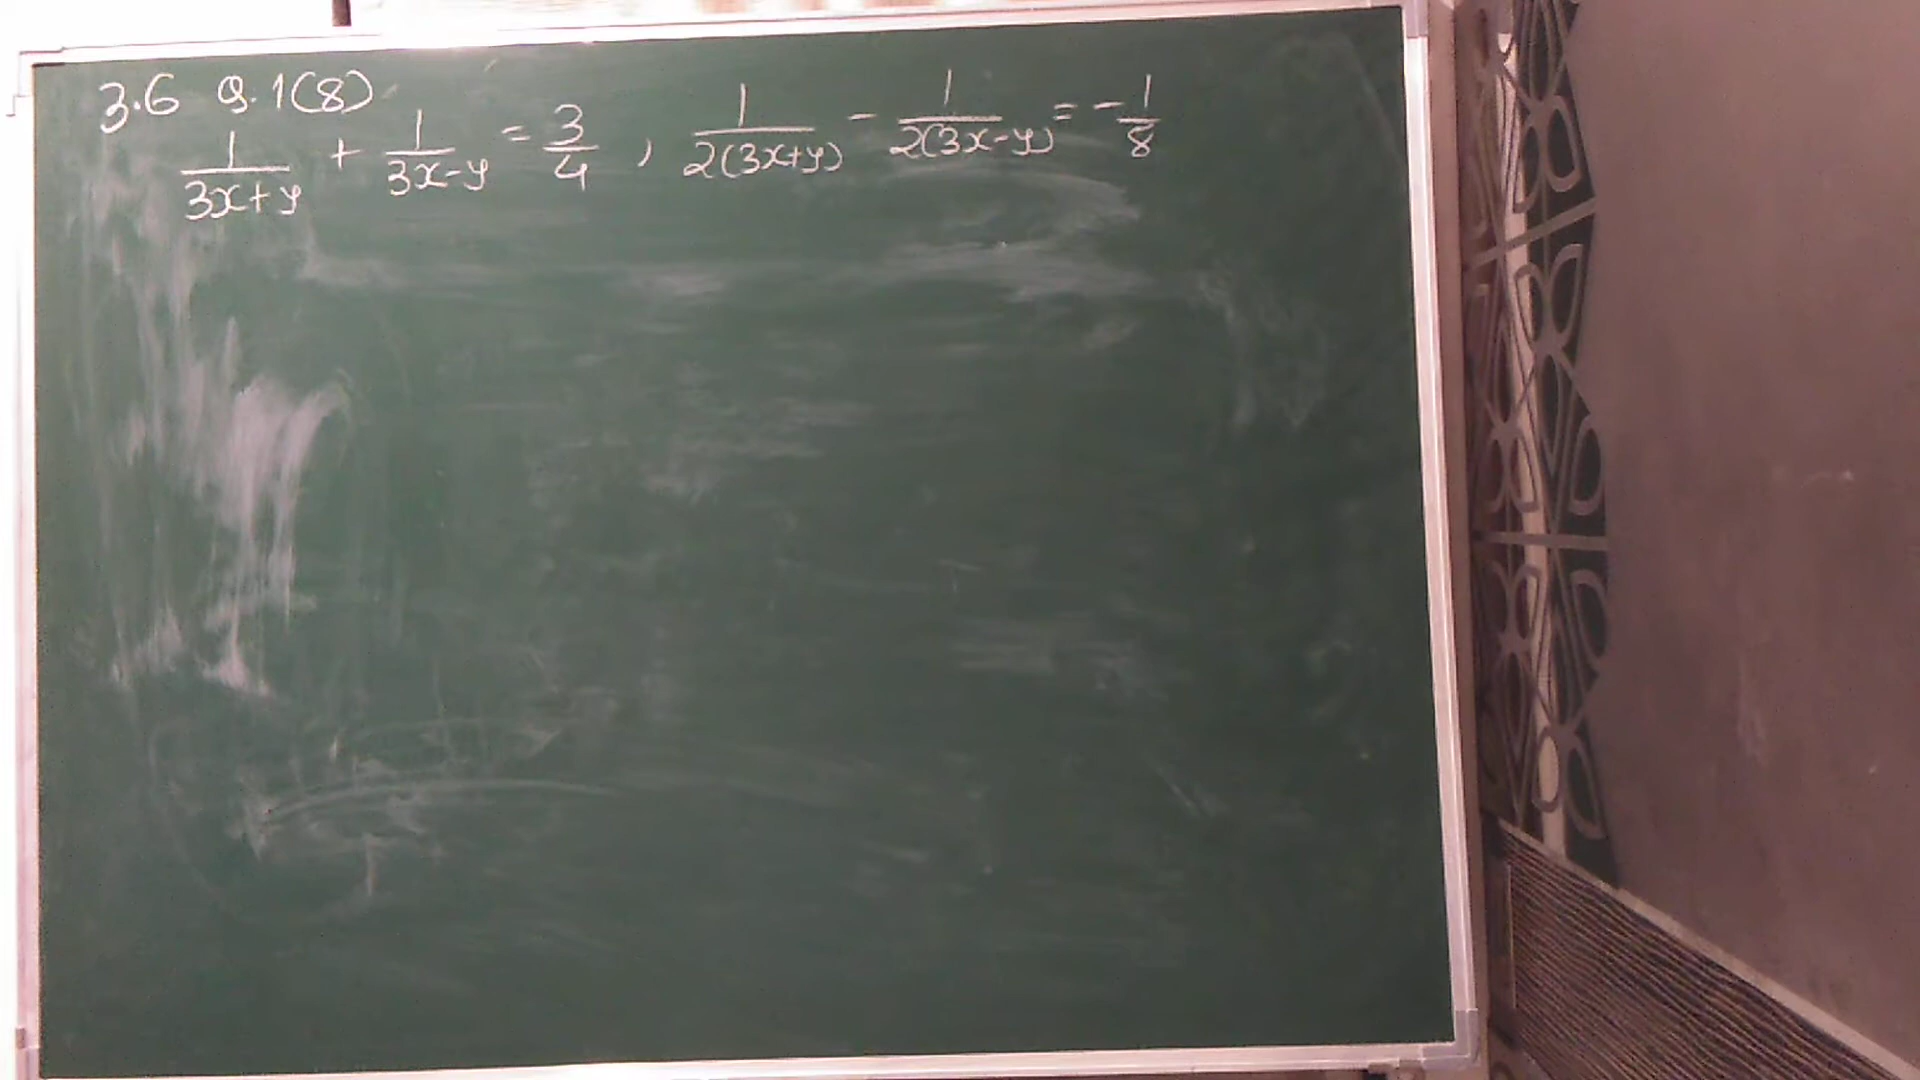 3.6 Q.1(8)
1/(3x+y) + 1/(3x-y) = 3/4 , 1/(2(3x+y)) - 1/(2(3x-y)) = -1/8